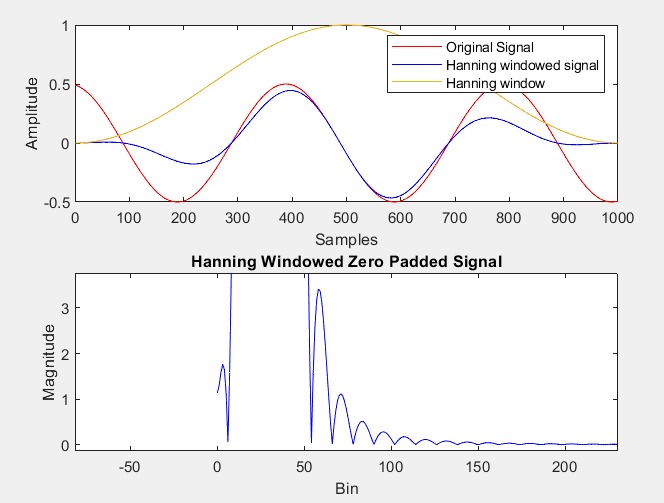 1
0.5
0
-0.5
Amplitude
Original Signal
Hanning windowed signal
Hanning window
0 100 200 300 400 500 600 700 800 900 1000
Samples
Hanning Windowed Zero Padded Signal
3
2
1
0
Magnitude
-50 0 50 100 150 200
Bin